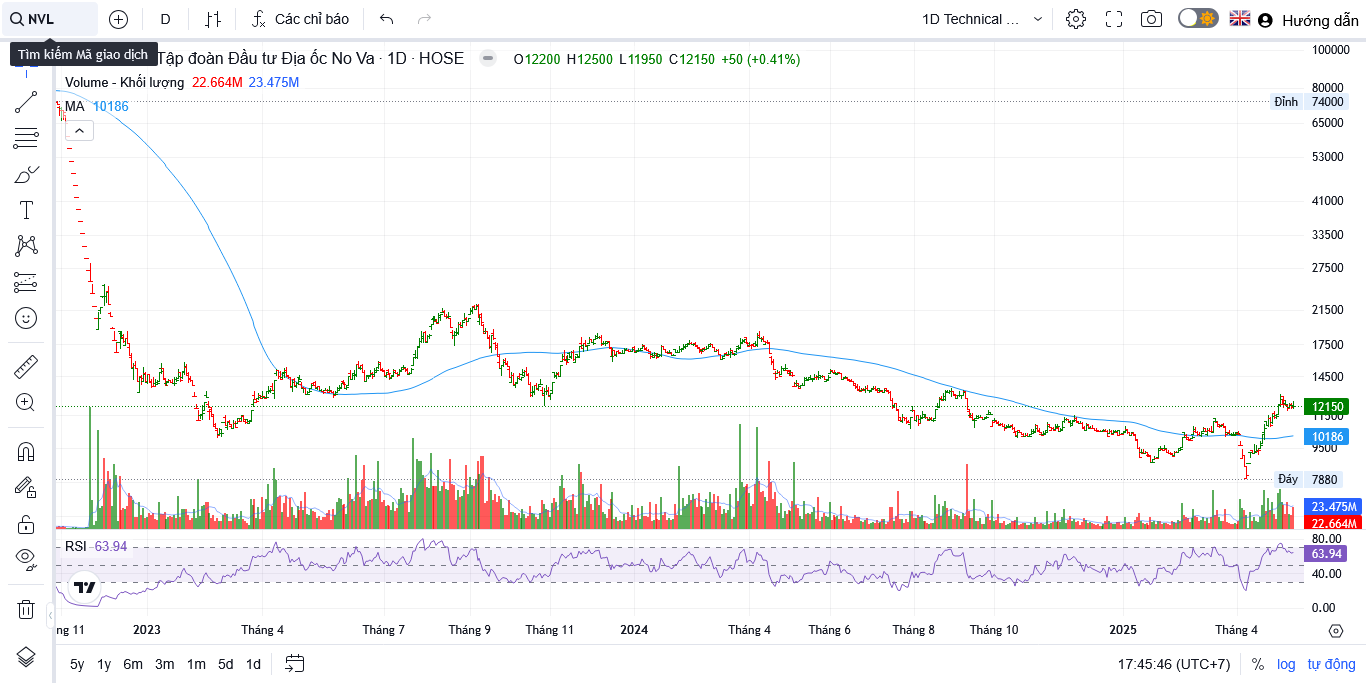 NVL
D
Các chỉ báo
1D Technical ...
Hướng dẫn
Tìm kiếm Mã giao dịch
Tập đoàn Đầu tư Địa ốc No Va · 1D · HOSE
O12200 H12500 L11950 C12150 +50 (+0.41%)
Volume - Khối lượng 22.664M 23.475M
MA 10186
100000
80000
Đỉnh 74000
65000
53000
41000
33500
27500
21500
17500
14500
12150
10186
9500
Đáy 7880
23.475M
22.664M
RSI 63.94
80.00
63.94
40.00
0.00
ng 11
2023
Tháng 4
Tháng 7
Tháng 9
Tháng 11
2024
Tháng 4
Tháng 6
Tháng 8
Tháng 10
2025
Tháng 4
5y 1y 6m 3m 1m 5d 1d
17:45:46 (UTC+7)
% log tự động